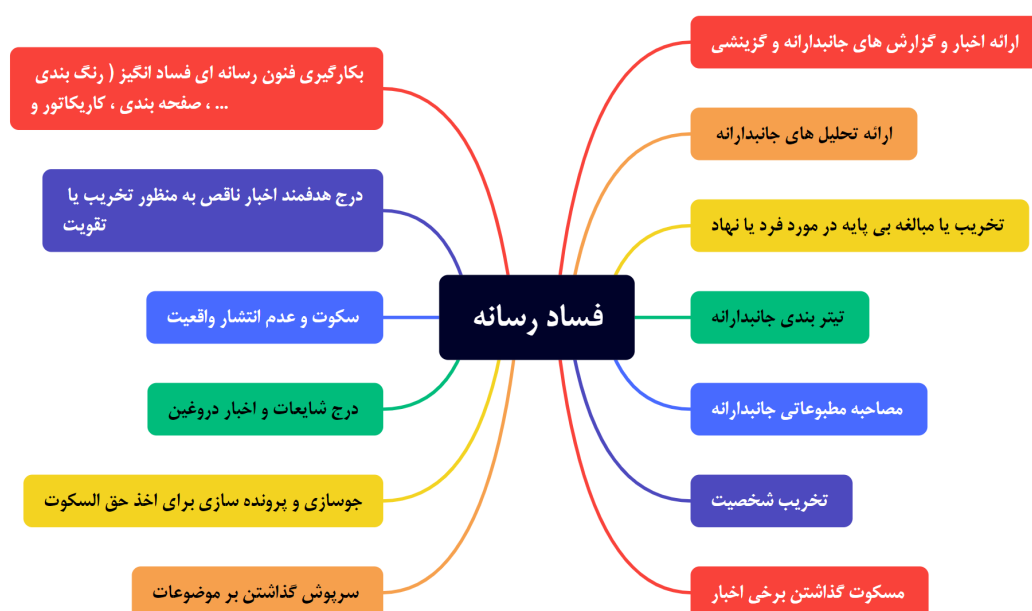 فساد رسانه
ارائه اخبار و گزارش های جانبدارانه و گزینشی
ارائه تحلیل های جانبدارانه
تخریب یا مبالغه بی پایه در مورد فرد یا نهاد
تیتر بندی جانبدارانه
مصاحبه مطبوعاتی جانبدارانه
تخریب شخصیت
مسکوت گذاشتن برخی اخبار
بکارگیری فنون رسانه ای فساد انگیز ( رنگ بندی
، صفحه بندی ، کاریکاتور و ...
درج هدفمند اخبار ناقص به منظور تخریب یا
تقویت
سکوت و عدم انتشار واقعیت
درج شایعات و اخبار دروغین
جوسازی و پرونده سازی برای اخذ حق السکوت
سرپوش گذاشتن بر موضوعات